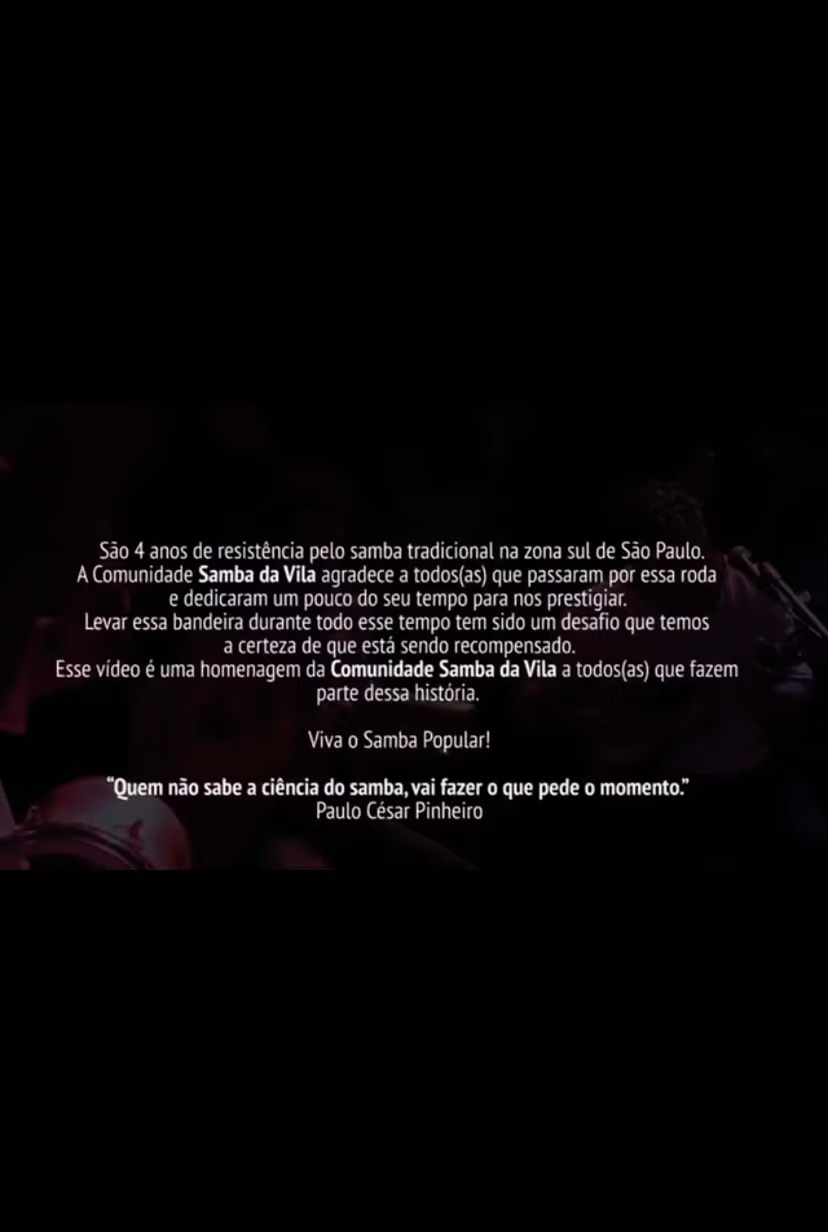 São 4 anos de resistência pelo samba tradicional na zona sul de São Paulo.
A Comunidade Samba da Vila agradece a todos(as) que passaram por essa roda
e dedicaram um pouco do seu tempo para nos prestigiar.
Levar essa bandeira durante todo esse tempo tem sido um desafio que temos
a certeza de que está sendo recompensado.
Esse vídeo é uma homenagem da Comunidade Samba da Vila a todos(as) que fazem
parte dessa história.
Viva o Samba Popular!
“Quem não sabe a ciência do samba, vai fazer o que pede o momento.”
Paulo César Pinheiro